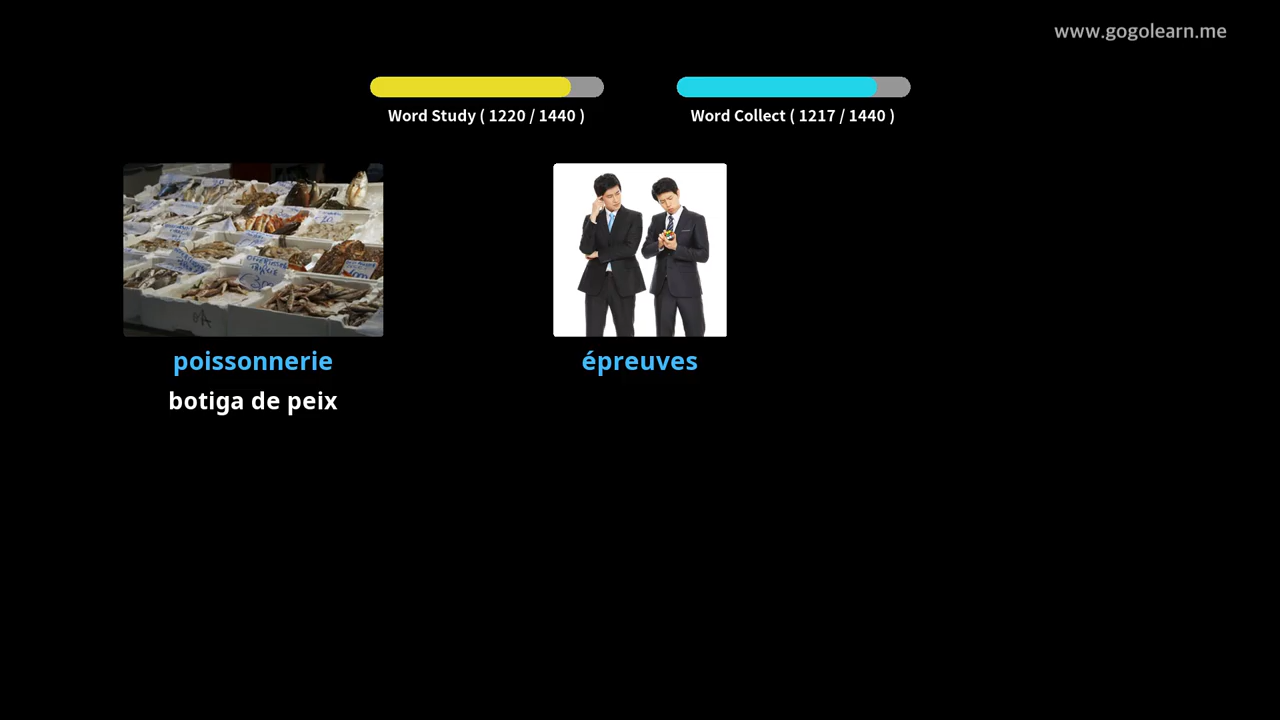 www.gogolearn.me
Word Study ( 1220 / 1440 )
Word Collect ( 1217 / 1440 )
poissonnerie
épreuves
botiga de peix